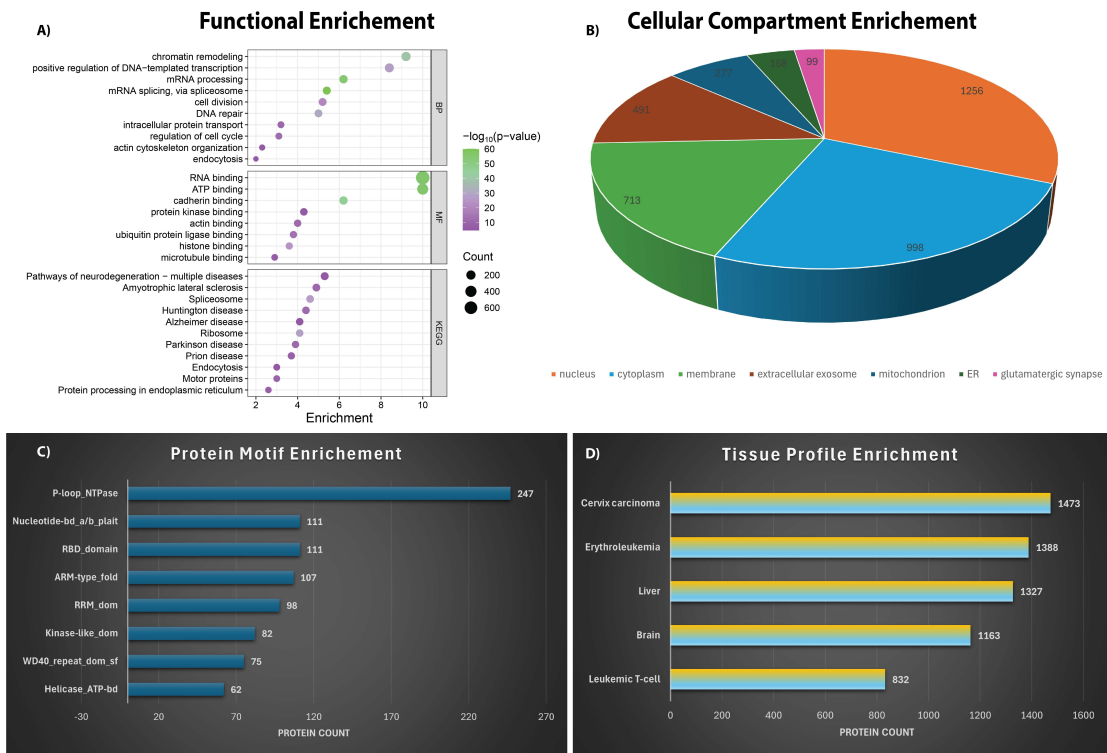 A)
Functional Enrichement
chromatin remodeling
positive regulation of DNA−templated transcription
mRNA processing
mRNA splicing, via spliceosome
cell division
DNA repair
intracellular protein transport
regulation of cell cycle
actin cytoskeleton organization
endocytosis
BP
RNA binding
ATP binding
cadherin binding
protein kinase binding
actin binding
ubiquitin protein ligase binding
histone binding
microtubule binding
MF
Pathways of neurodegeneration − multiple diseases
Amyotrophic lateral sclerosis
Spliceosome
Huntington disease
Alzheimer disease
Ribosome
Parkinson disease
Prion disease
Endocytosis
Motor proteins
Protein processing in endoplasmic reticulum
KEGG
2 4 6 8 10
Enrichment
−log10(p−value)
60
50
40
30
20
10
Count
200
400
600
B)
Cellular Compartment Enrichement
1256
998
713
491
277
168
99
nucleus cytoplasm membrane extracellular exosome mitochondrion ER glutamatergic synapse
C)
Protein Motif Enrichement
P-loop_NTPase 247
Nucleotide-bd_a/b_plait 111
RBD_domain 111
ARM-type_fold 107
RRM_dom 98
Kinase-like_dom 82
WD40_repeat_dom_sf 75
Helicase_ATP-bd 62
-30 20 70 120 170 220 270
PROTEIN COUNT
D)
Tissue Profile Enrichment
Cervix carcinoma 1473
Erythroleukemia 1388
Liver 1327
Brain 1163
Leukemic T-cell 832
0 200 400 600 800 1000 1200 1400 1600
PROTEIN COUNT